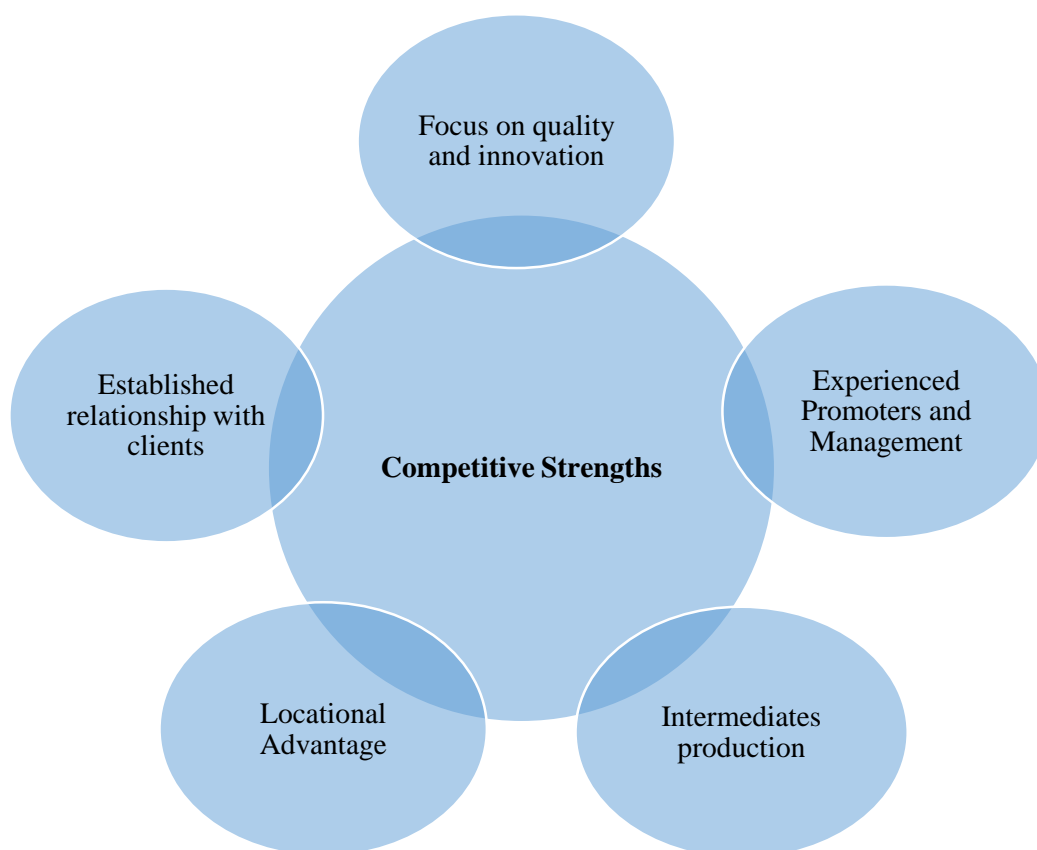 Focus on quality
and innovation
Established
relationship with
clients
Experienced
Promoters and
Management
Competitive Strengths
Locational
Advantage
Intermediates
production